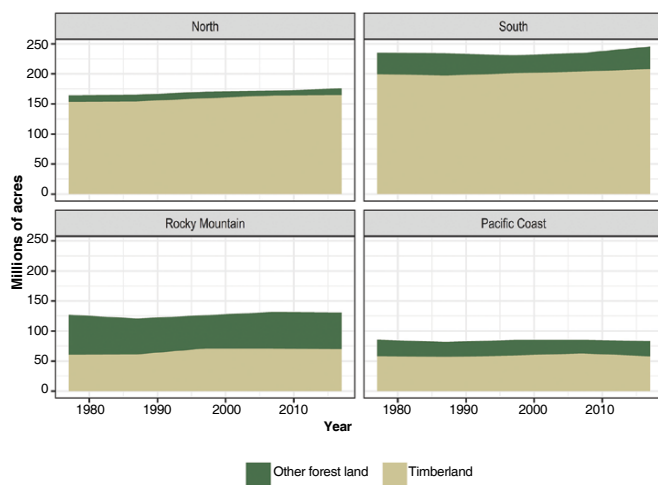 North
South
250
200
150
100
50
0
Rocky Mountain
Pacific Coast
250
200
150
100
50
0
1980
1990
2000
2010
1980
1990
2000
2010
Millions of acres
Year
Other forest land
Timberland